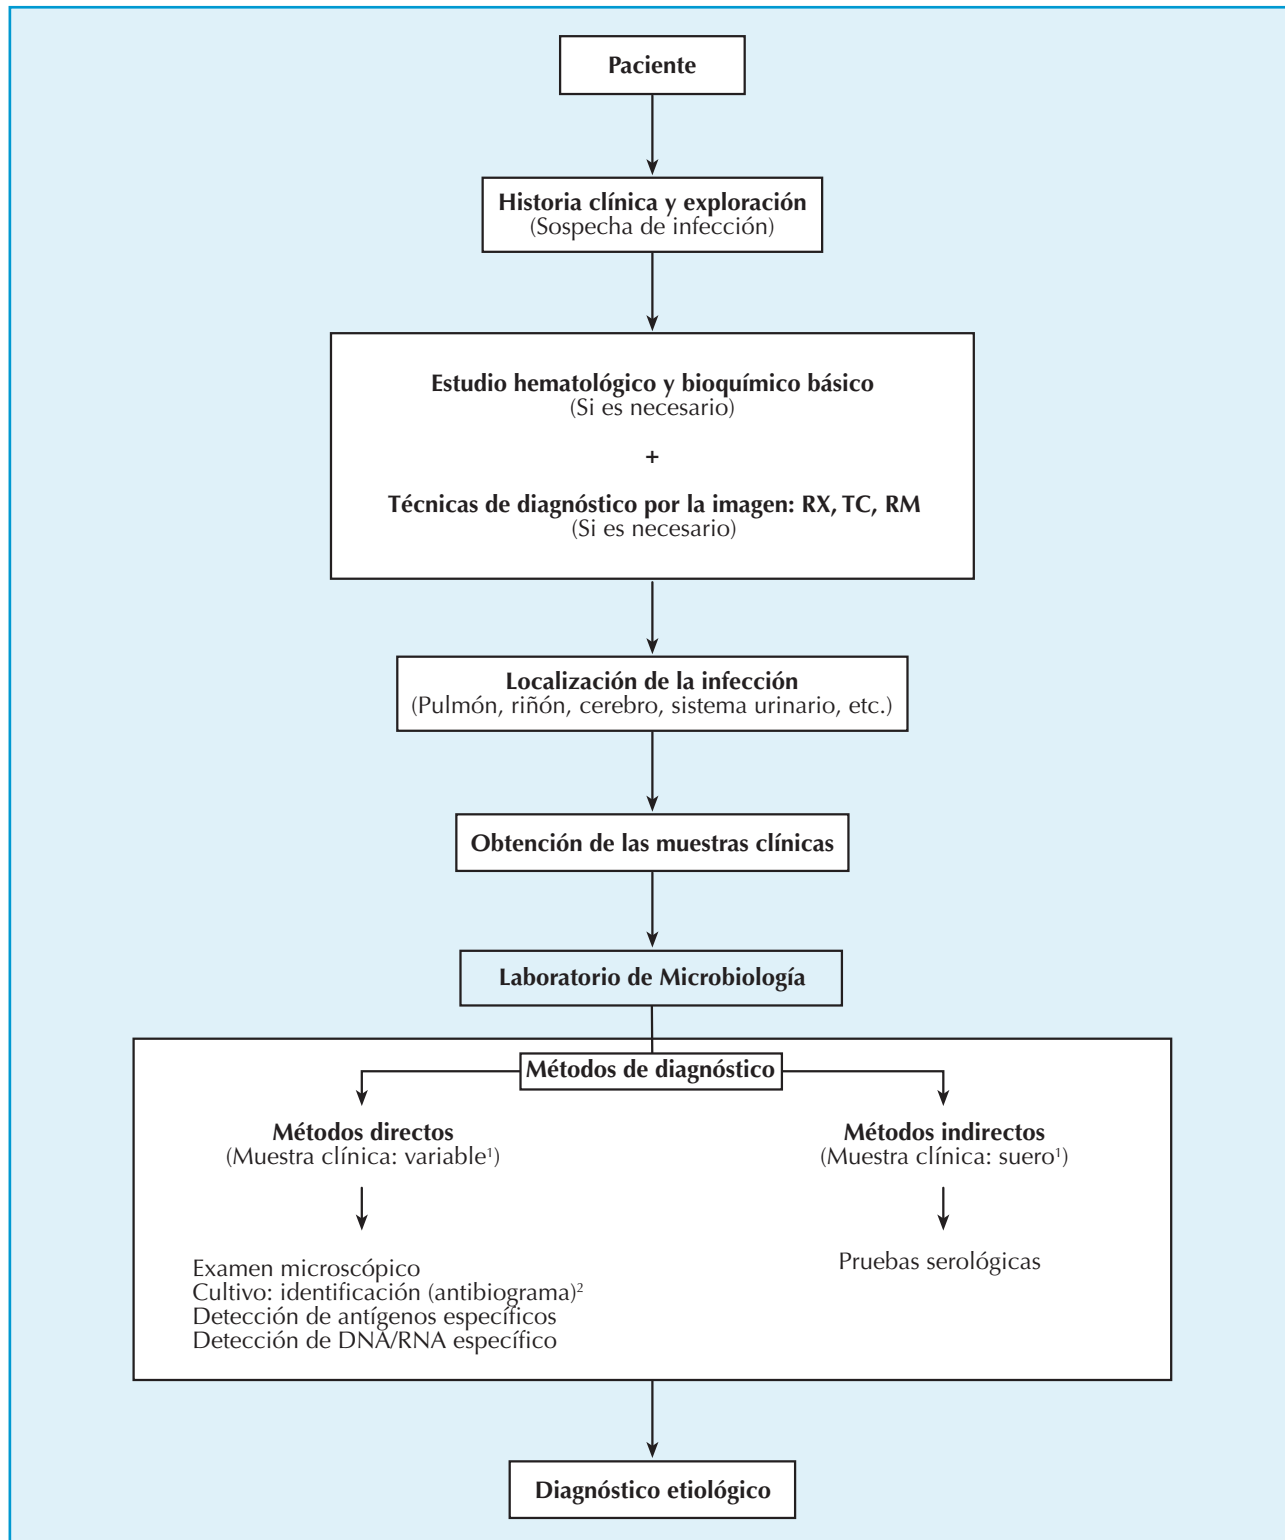 Paciente
Historia clínica y exploración
(Sospecha de infección)
Estudio hematológico y bioquímico básico
(Si es necesario)
+
Técnicas de diagnóstico por la imagen: RX, TC, RM
(Si es necesario)
Localización de la infección
(Pulmón, riñón, cerebro, sistema urinario, etc.)
Obtención de las muestras clínicas
Laboratorio de Microbiología
Métodos de diagnóstico
Métodos directos
(Muestra clínica: variable¹)
Examen microscópico
Cultivo: identificación (antibiograma)²
Detección de antígenos específicos
Detección de DNA/RNA específico
Métodos indirectos
(Muestra clínica: suero¹)
Pruebas serológicas
Diagnóstico etiológico